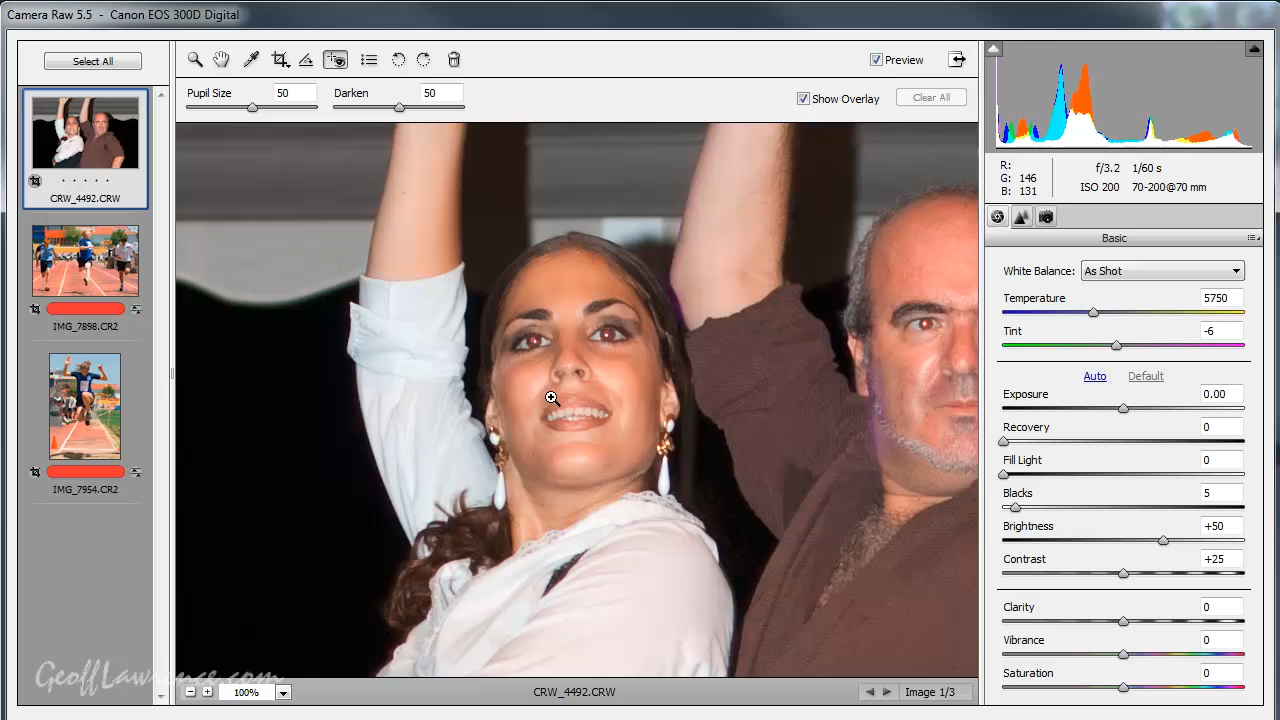 Camera Raw 5.5 - Canon EOS 300D Digital
Select All
CRW_4492.CRW
IMG_7898.CR2
IMG_7954.CR2
Pupil Size 50 Darken 50
Preview
Show Overlay Clear All
R:
G: 146
B: 131
f/3.2 1/60 s
ISO 200 70-200@70 mm
Basic
White Balance: As Shot
Temperature 5750
Tint -6
Auto Default
Exposure 0.00
Recovery 0
Fill Light 0
Blacks 5
Brightness +50
Contrast +25
Clarity 0
Vibrance 0
Saturation 0
GeoffLawrence.com
100% CRW_4492.CRW Image 1/3